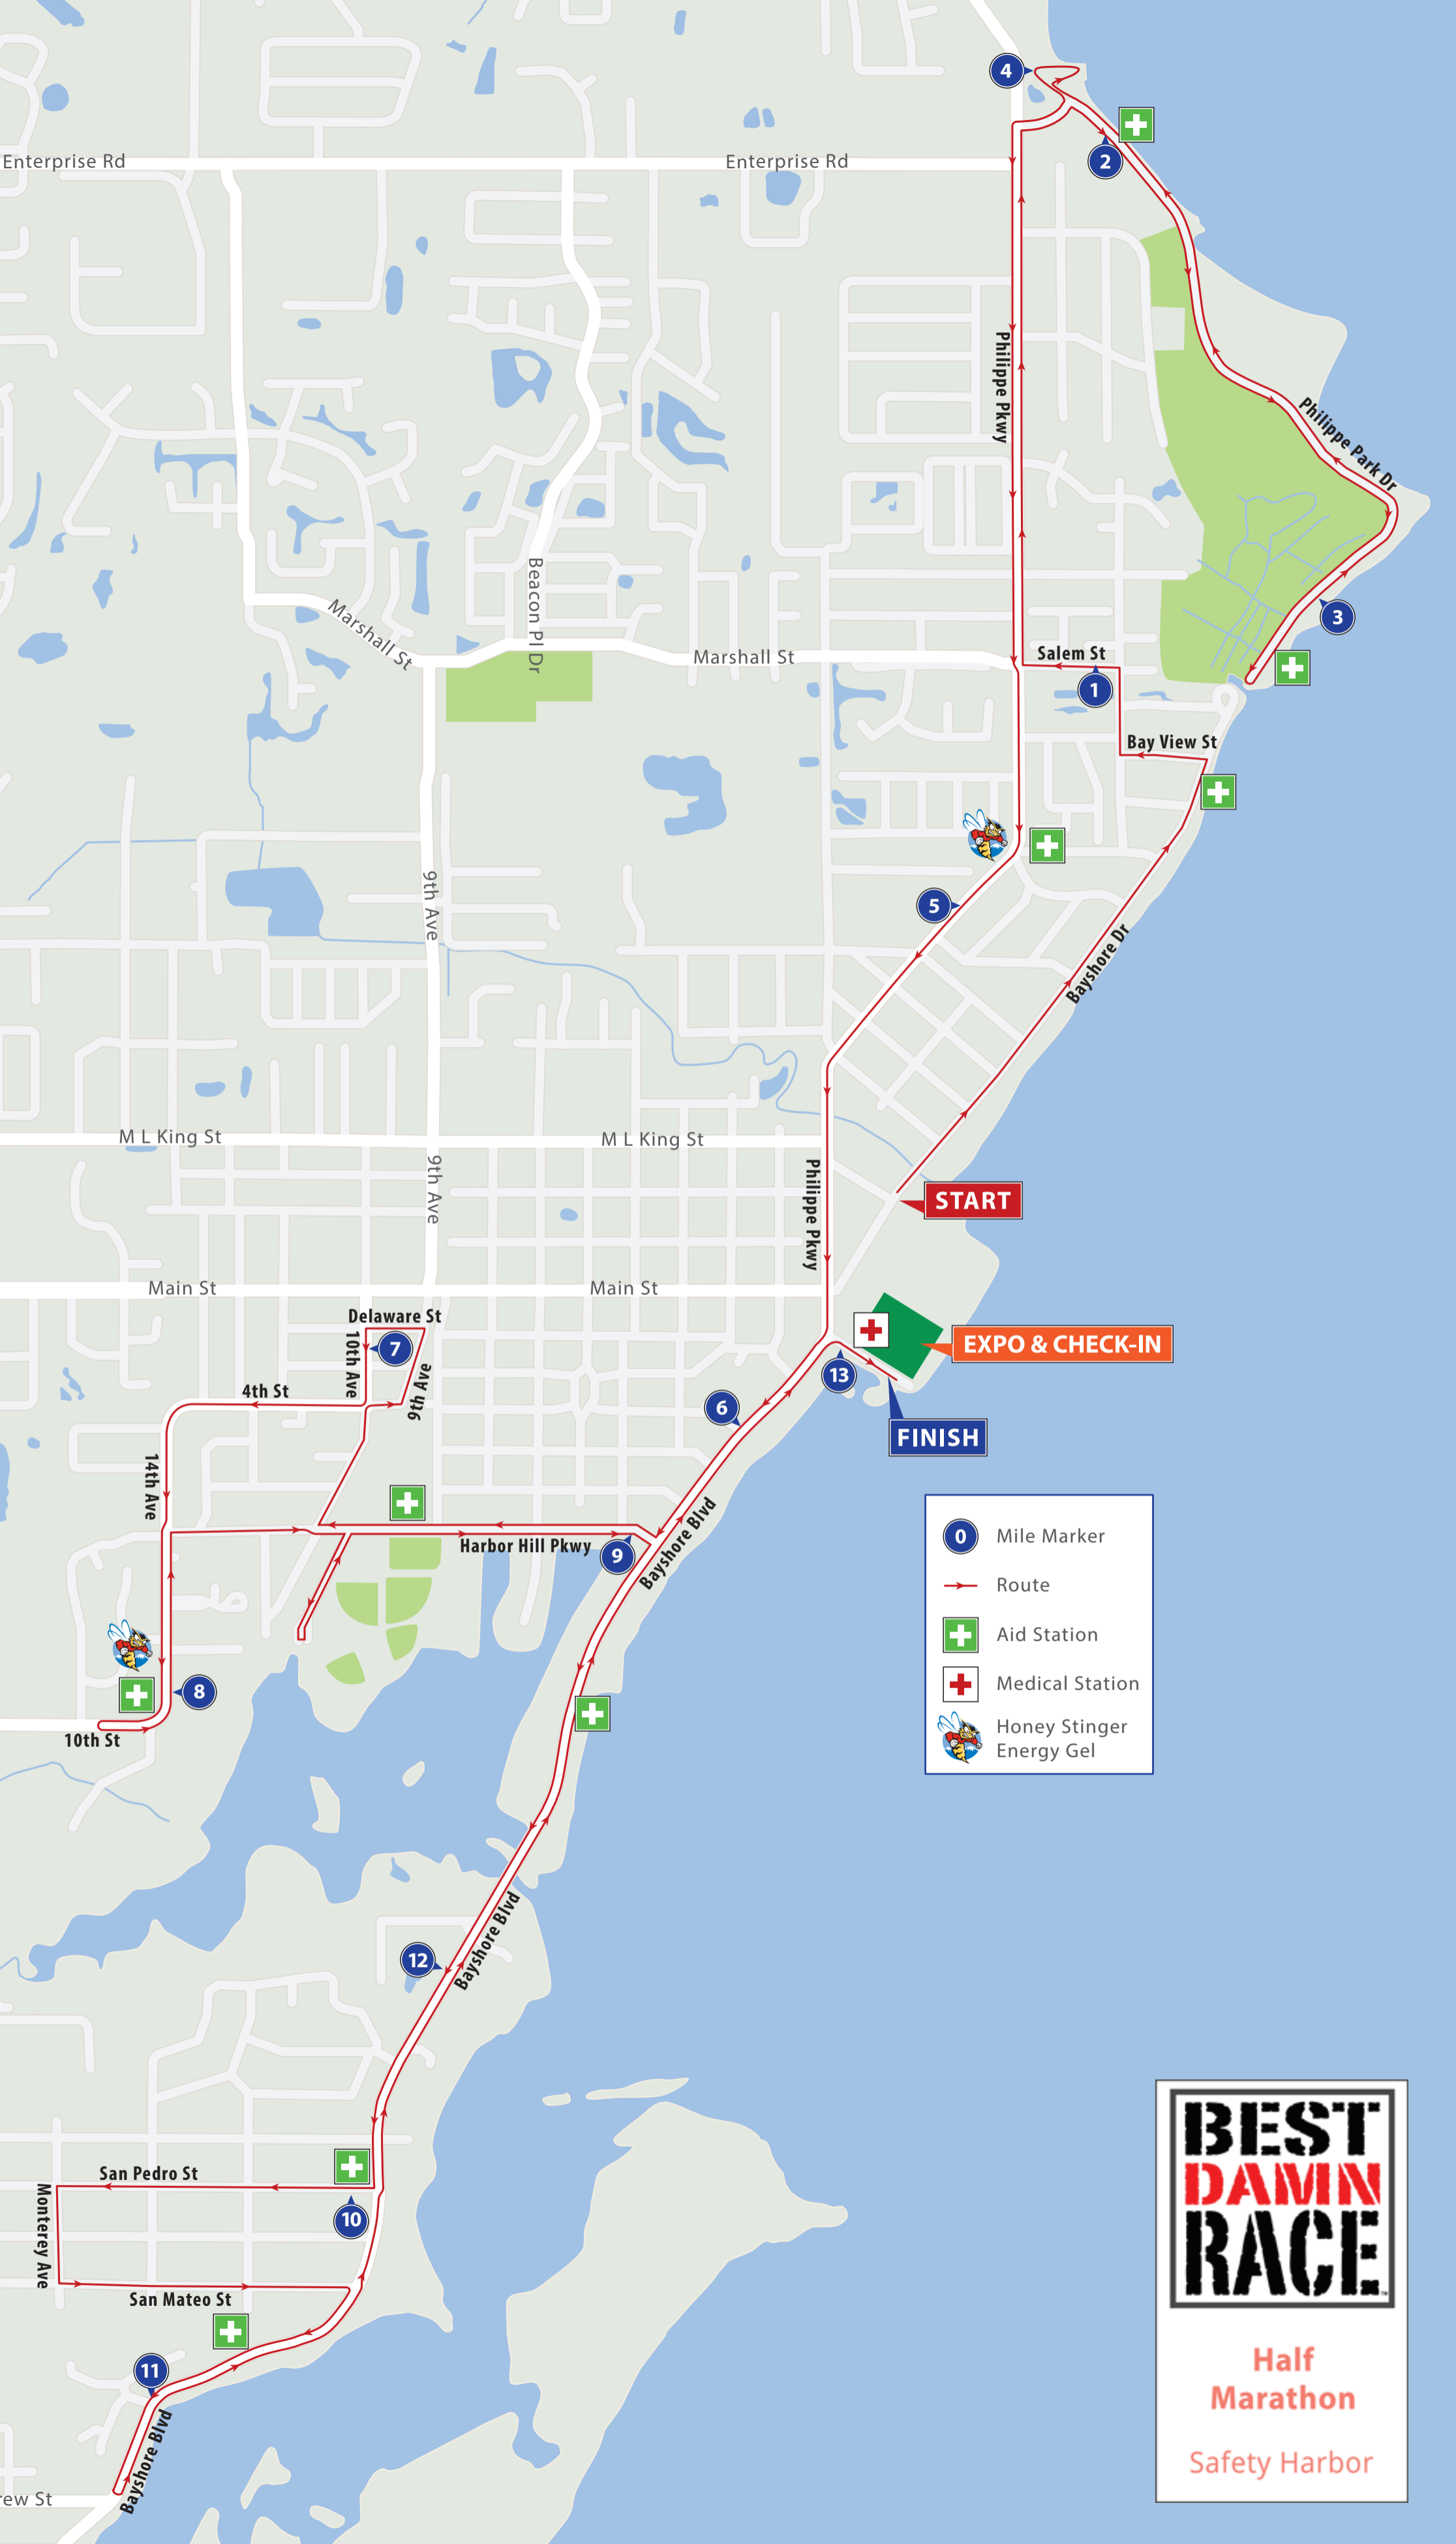 4
2
Enterprise Rd
Enterprise Rd
Philippe Pkwy
Philippe Park Dr
Beacon Pl Dr
Marshall St
Marshall St
Salem St
3
1
Bay View St
9th Ave
5
Bayshore Dr
M L King St
M L King St
9th Ave
Philippe Pkwy
START
Main St
Main St
Delaware St
10th Ave
7
9th Ave
EXPO & CHECK-IN
13
4th St
6
FINISH
14th Ave
Harbor Hill Pkwy
9
Bayshore Blvd
0 Mile Marker
Route
Aid Station
Medical Station
Honey Stinger
Energy Gel
8
10th St
12
Bayshore Blvd
San Pedro St
Monterey Ave
10
San Mateo St
11
Bayshore Blvd
rew St
BEST
DAMN
RACE
Half
Marathon
Safety Harbor